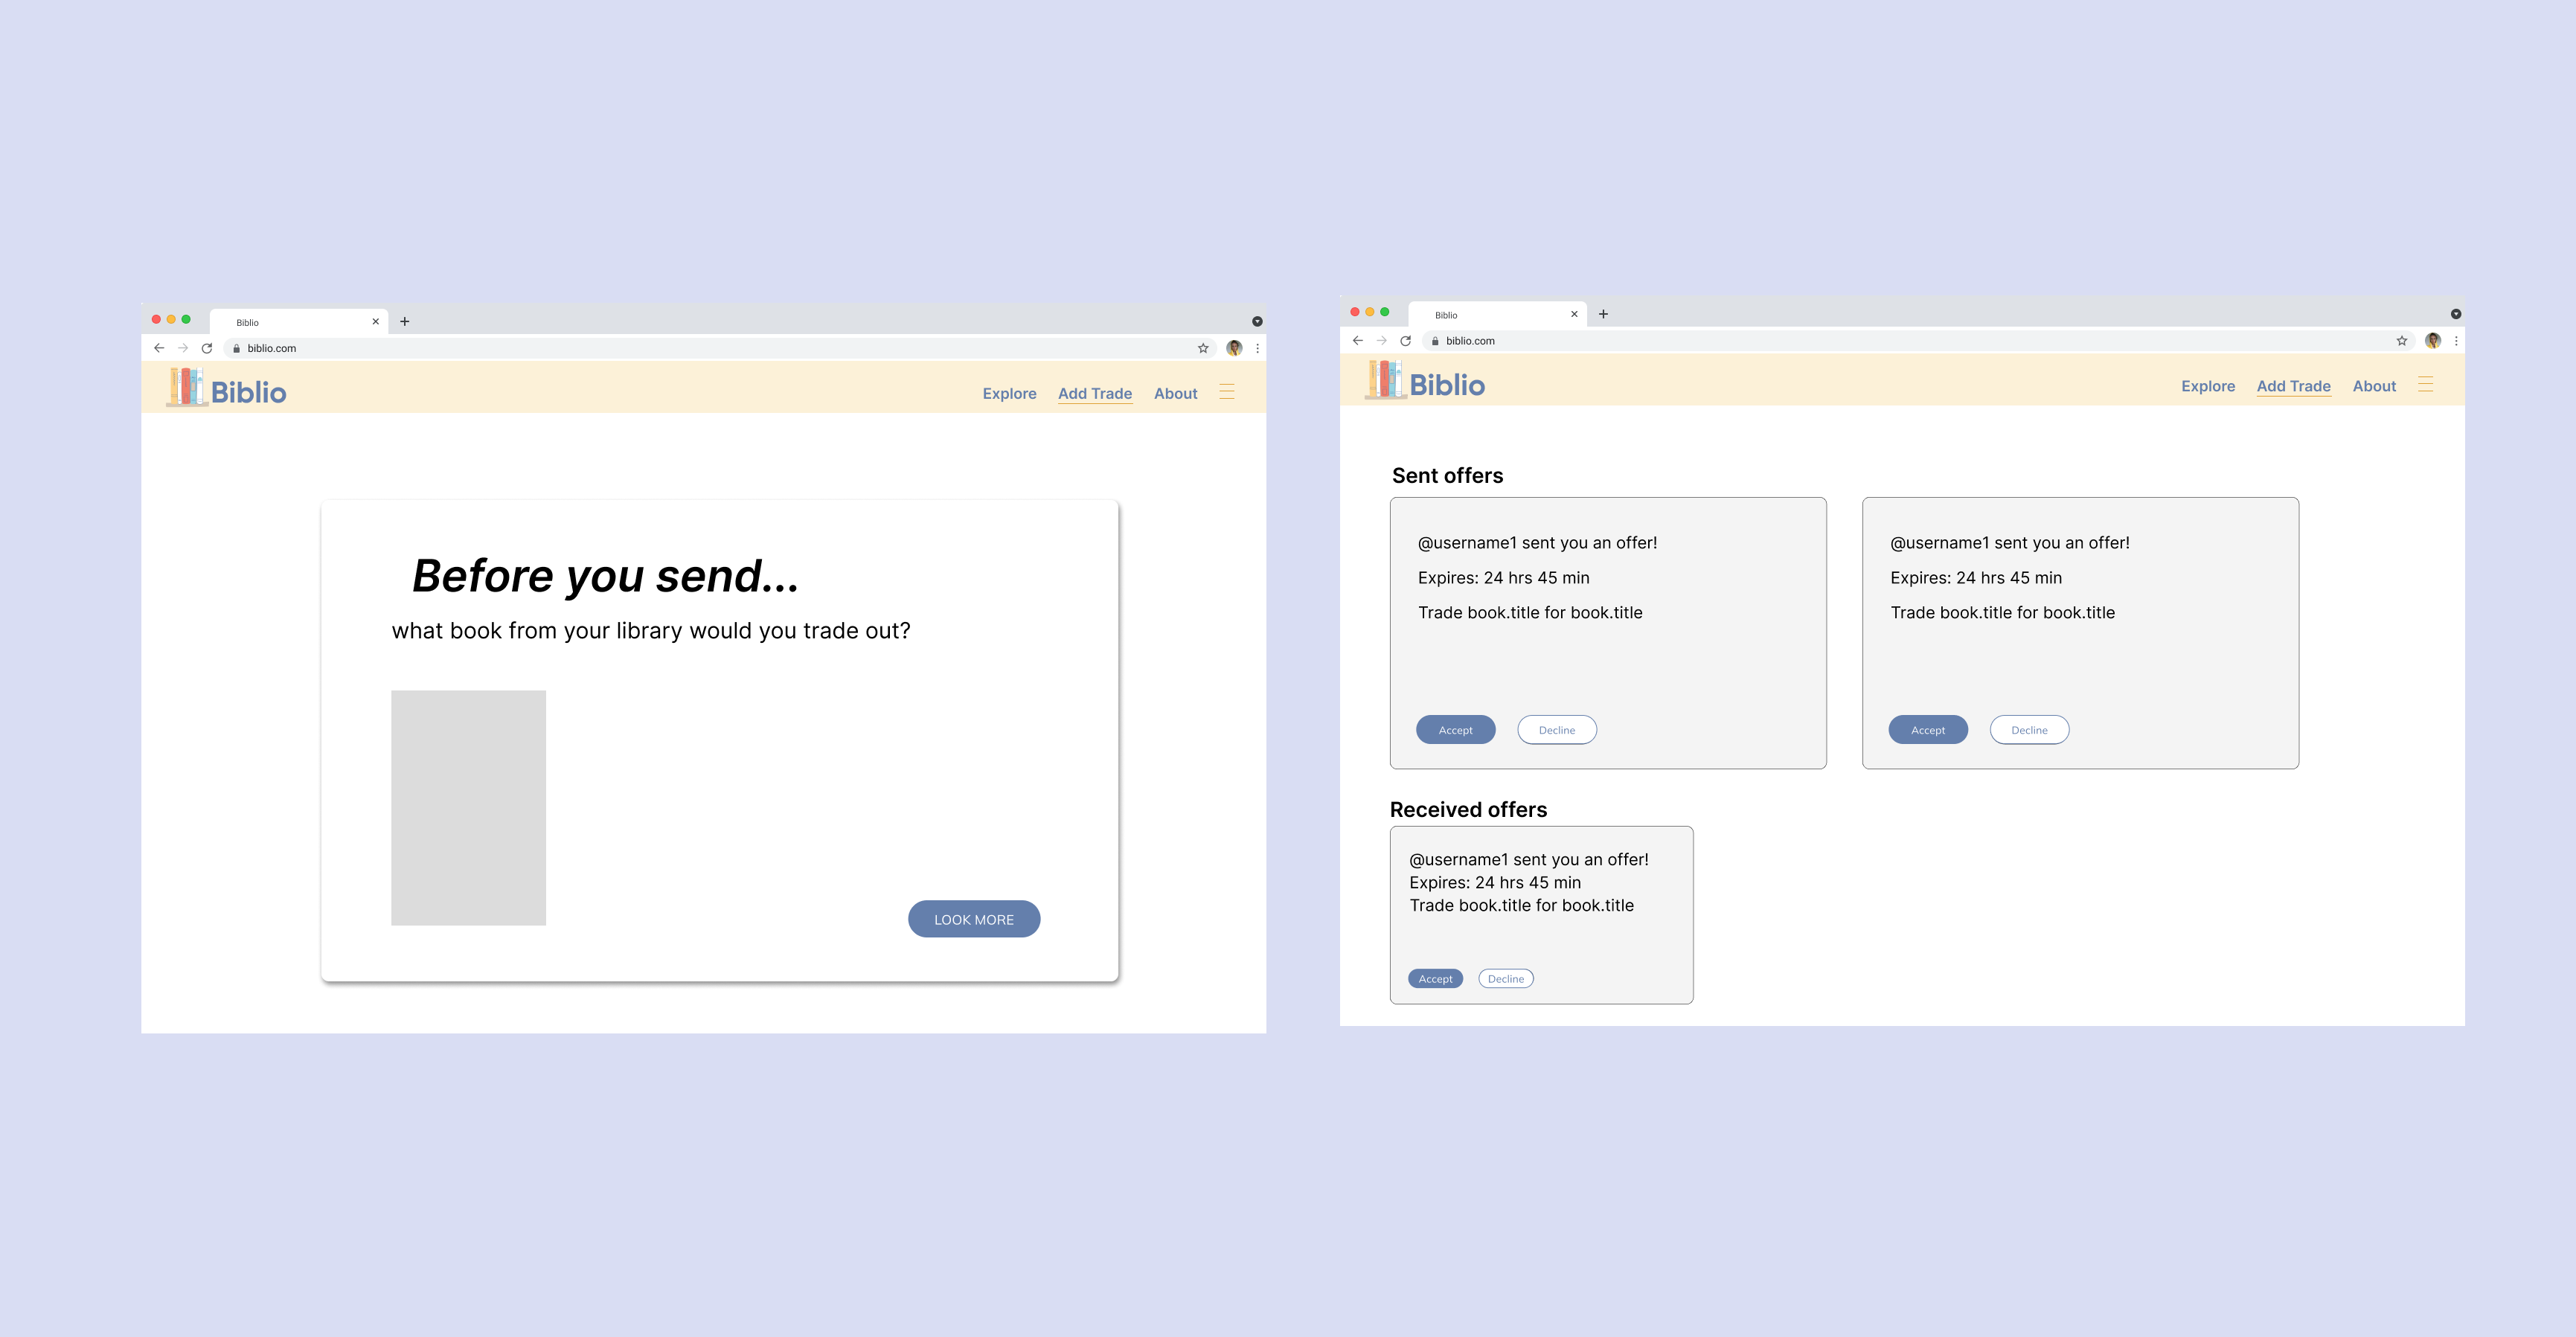 Biblio
biblio.com
Biblio
Explore Add Trade About
Before you send...
what book from your library would you trade out?
LOOK MORE
Biblio
biblio.com
Biblio
Explore Add Trade About
Sent offers
@username1 sent you an offer!
Expires: 24 hrs 45 min
Trade book.title for book.title
Accept Decline
@username1 sent you an offer!
Expires: 24 hrs 45 min
Trade book.title for book.title
Accept Decline
Received offers
@username1 sent you an offer!
Expires: 24 hrs 45 min
Trade book.title for book.title
Accept Decline